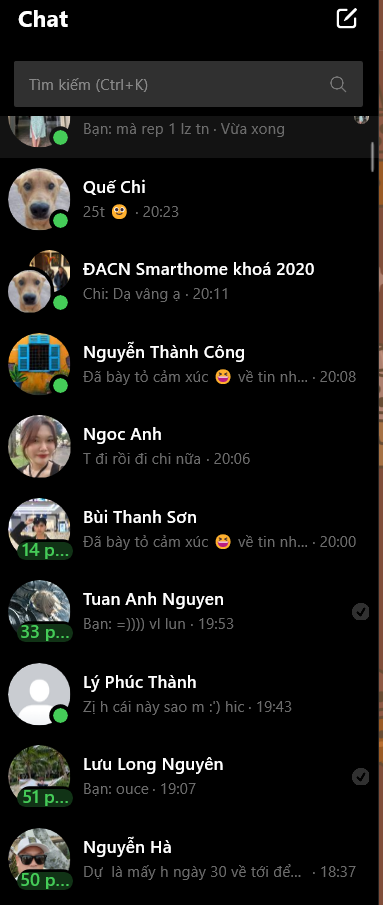 Chat
Tìm kiếm (Ctrl+K)
Bạn: mà rep 1 lz tn · Vừa xong
Quế Chi
25t 🙂 · 20:23
ĐACN Smarthome khoá 2020
Chi: Dạ vâng ạ · 20:11
Nguyễn Thành Công
Đã bày tỏ cảm xúc 😆 về tin nh... · 20:08
Ngoc Anh
T đi rồi đi chi nữa · 20:06
Bùi Thanh Sơn
Đã bày tỏ cảm xúc 😆 về tin nh... · 20:00
14 p...
Tuan Anh Nguyen
Bạn: =)))) vl lun · 19:53
33 p...
Lý Phúc Thành
Zị h cái này sao m :') hic · 19:43
Lưu Long Nguyên
Bạn: ouce · 19:07
51 p...
Nguyễn Hà
Dự là mấy h ngày 30 về tới để... · 18:37
50 p...